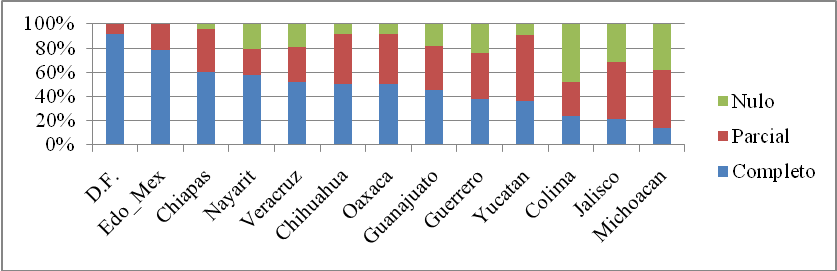 100%
80%
60%
40%
20%
0%
D.F.
Edo_Mex
Chiapas
Nayarit
Veracruz
Chihuahua
Oaxaca
Guanajuato
Guerrero
Yucatan
Colima
Jalisco
Michoacan
Nulo
Parcial
Completo